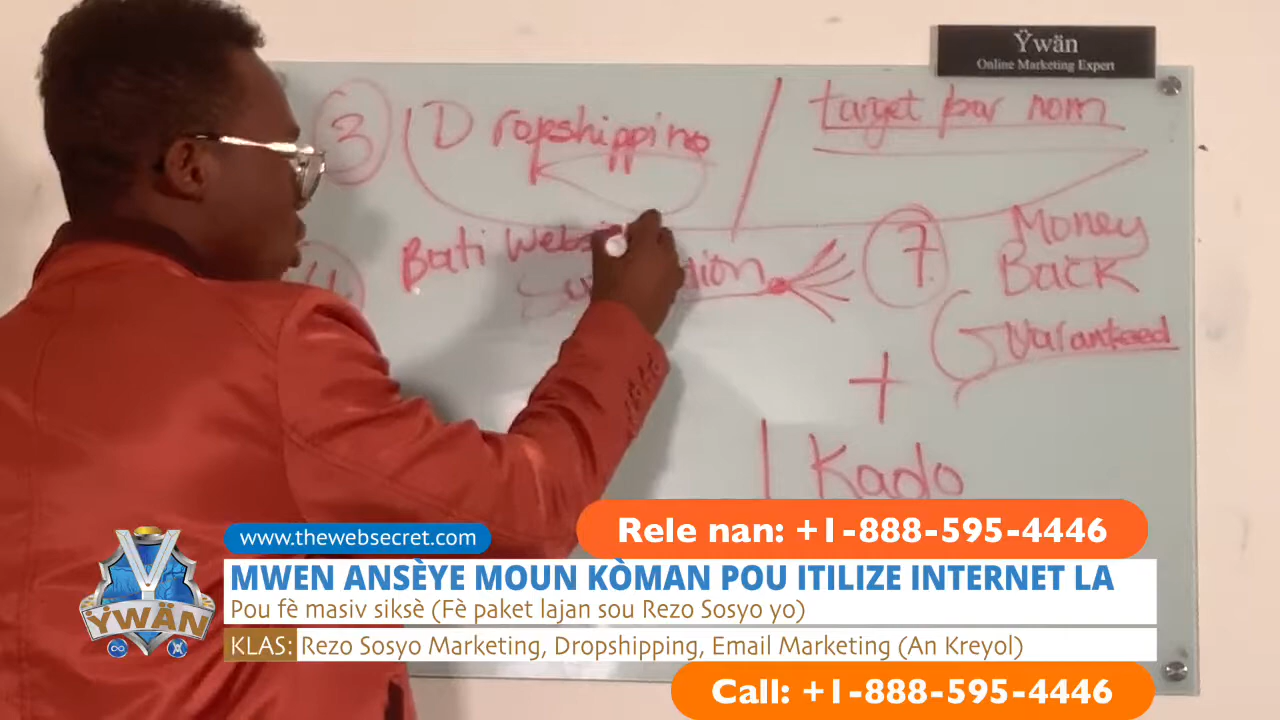 Ÿwän
Online Marketing Expert
3 Dropshipping
target par nom
Bati
7. Money
Back
Guaranteed
+
Kado
www.thewebsecret.com
Rele nan: +1-888-595-4446
MWEN ANSÈYE MOUN KÒMAN POU ITILIZE INTERNET LA
Pou fè masiv siksè (Fè paket lajan sou Rezo Sosyo yo)
KLAS: Rezo Sosyo Marketing, Dropshipping, Email Marketing (An Kreyol)
Call: +1-888-595-4446
Y
ŸWÄN